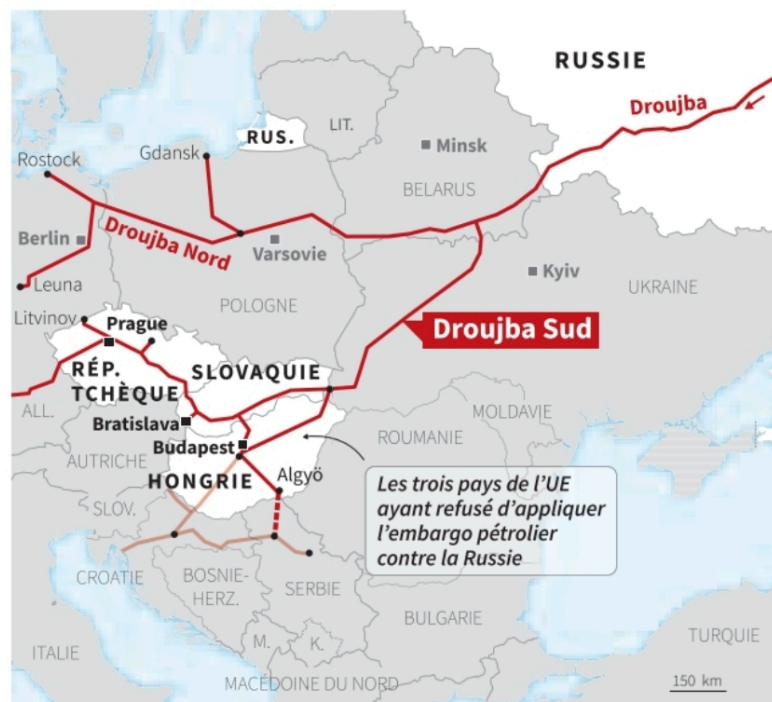 RUSSIE
Droujba
RUS.
LIT.
Minsk
Gdansk
Rostock
BELARUS
Berlin
Droujba Nord
Varsovie
Kyiv
Leuna
UKRAINE
POLOGNE
Litvinov
Prague
Droujba Sud
RÉP.
TCHÈQUE
SLOVAQUIE
ALL.
Bratislava
MOLDAVIE
Budapest
ROUMANIE
AUTRICHE
HONGRIE
Algyö
Les trois pays de l’UE
ayant refusé d’appliquer
l’embargo pétrolier
contre la Russie
SLOV.
CROATIE
BOSNIE-
HERZ.
SERBIE
BULGARIE
M.
K.
TURQUIE
ITALIE
MACÉDOINE DU NORD
150 km